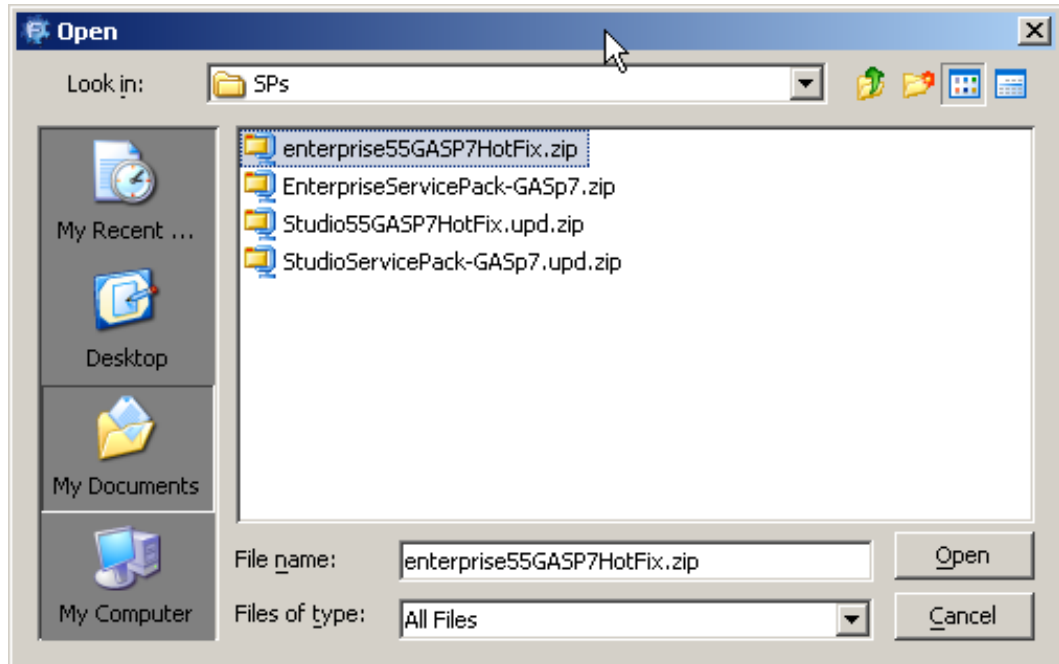 Open
Look in:
SPs
enterprise55GASP7HotFix.zip
EnterpriseServicePack-GASp7.zip
Studio55GASP7HotFix.upd.zip
StudioServicePack-GASp7.upd.zip
My Recent ...
Desktop
My Documents
My Computer
File name:
enterprise55GASP7HotFix.zip
Open
Files of type:
All Files
Cancel